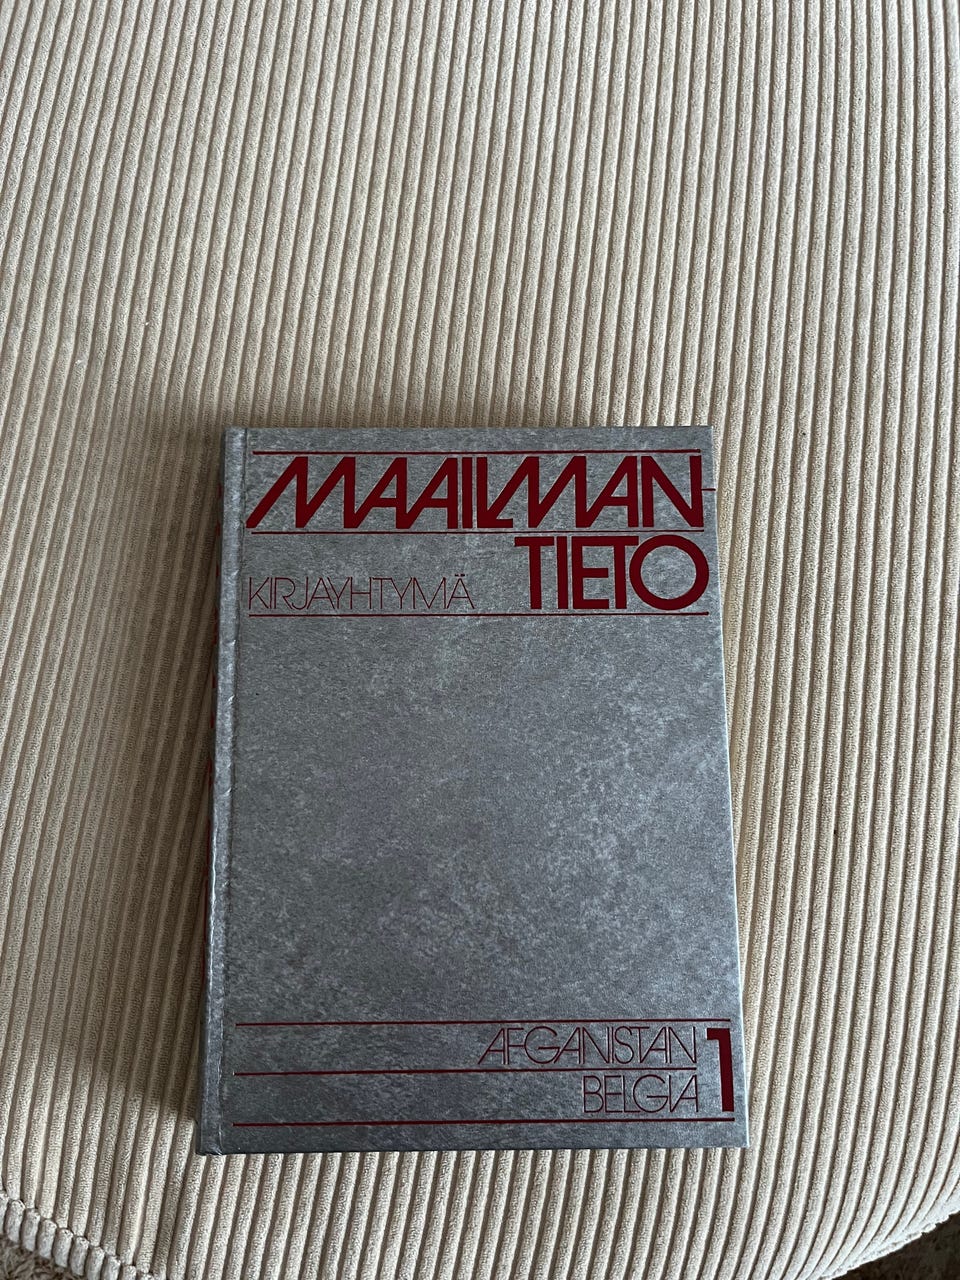 MAAILMAN-
TIETO
KIRJAYHTYMÄ
AFGANISTAN
BELGIA 1